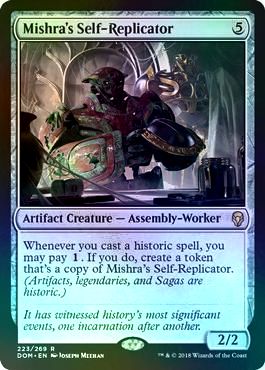 Mishra's Self-Replicator 5
Artifact Creature — Assembly-Worker
Whenever you cast a historic spell, you
may pay 1. If you do, create a token
that's a copy of Mishra's Self-Replicator.
(Artifacts, legendaries, and Sagas are
historic.)
It has witnessed history's most
significant events, one incarnation after another.
2/2
223/269 R
DOM • EN Joseph Meehan
™ & © 2018 Wizards of the Coast